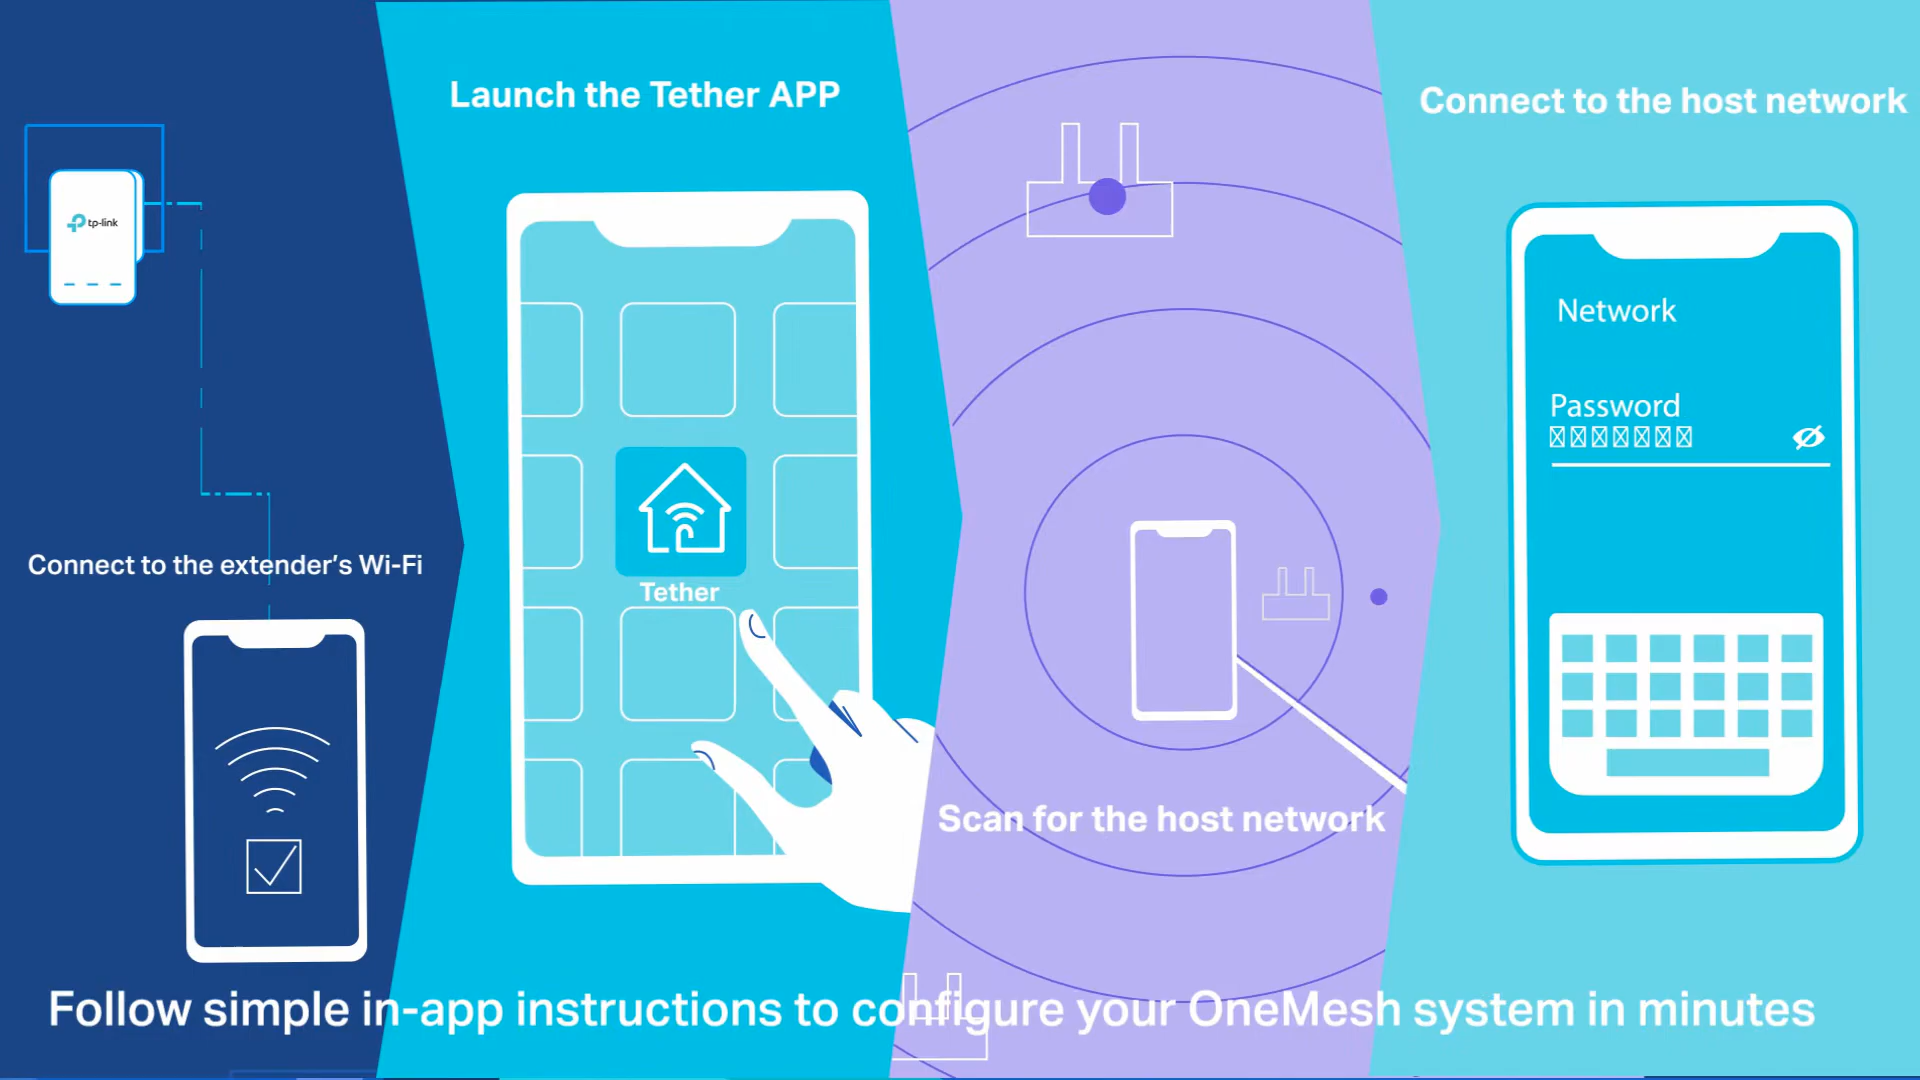 tp-link
Connect to the extender's Wi-Fi
Launch the Tether APP
Tether
Scan for the host network
Connect to the host network
Network
Password
Follow simple in-app instructions to configure your OneMesh system in minutes